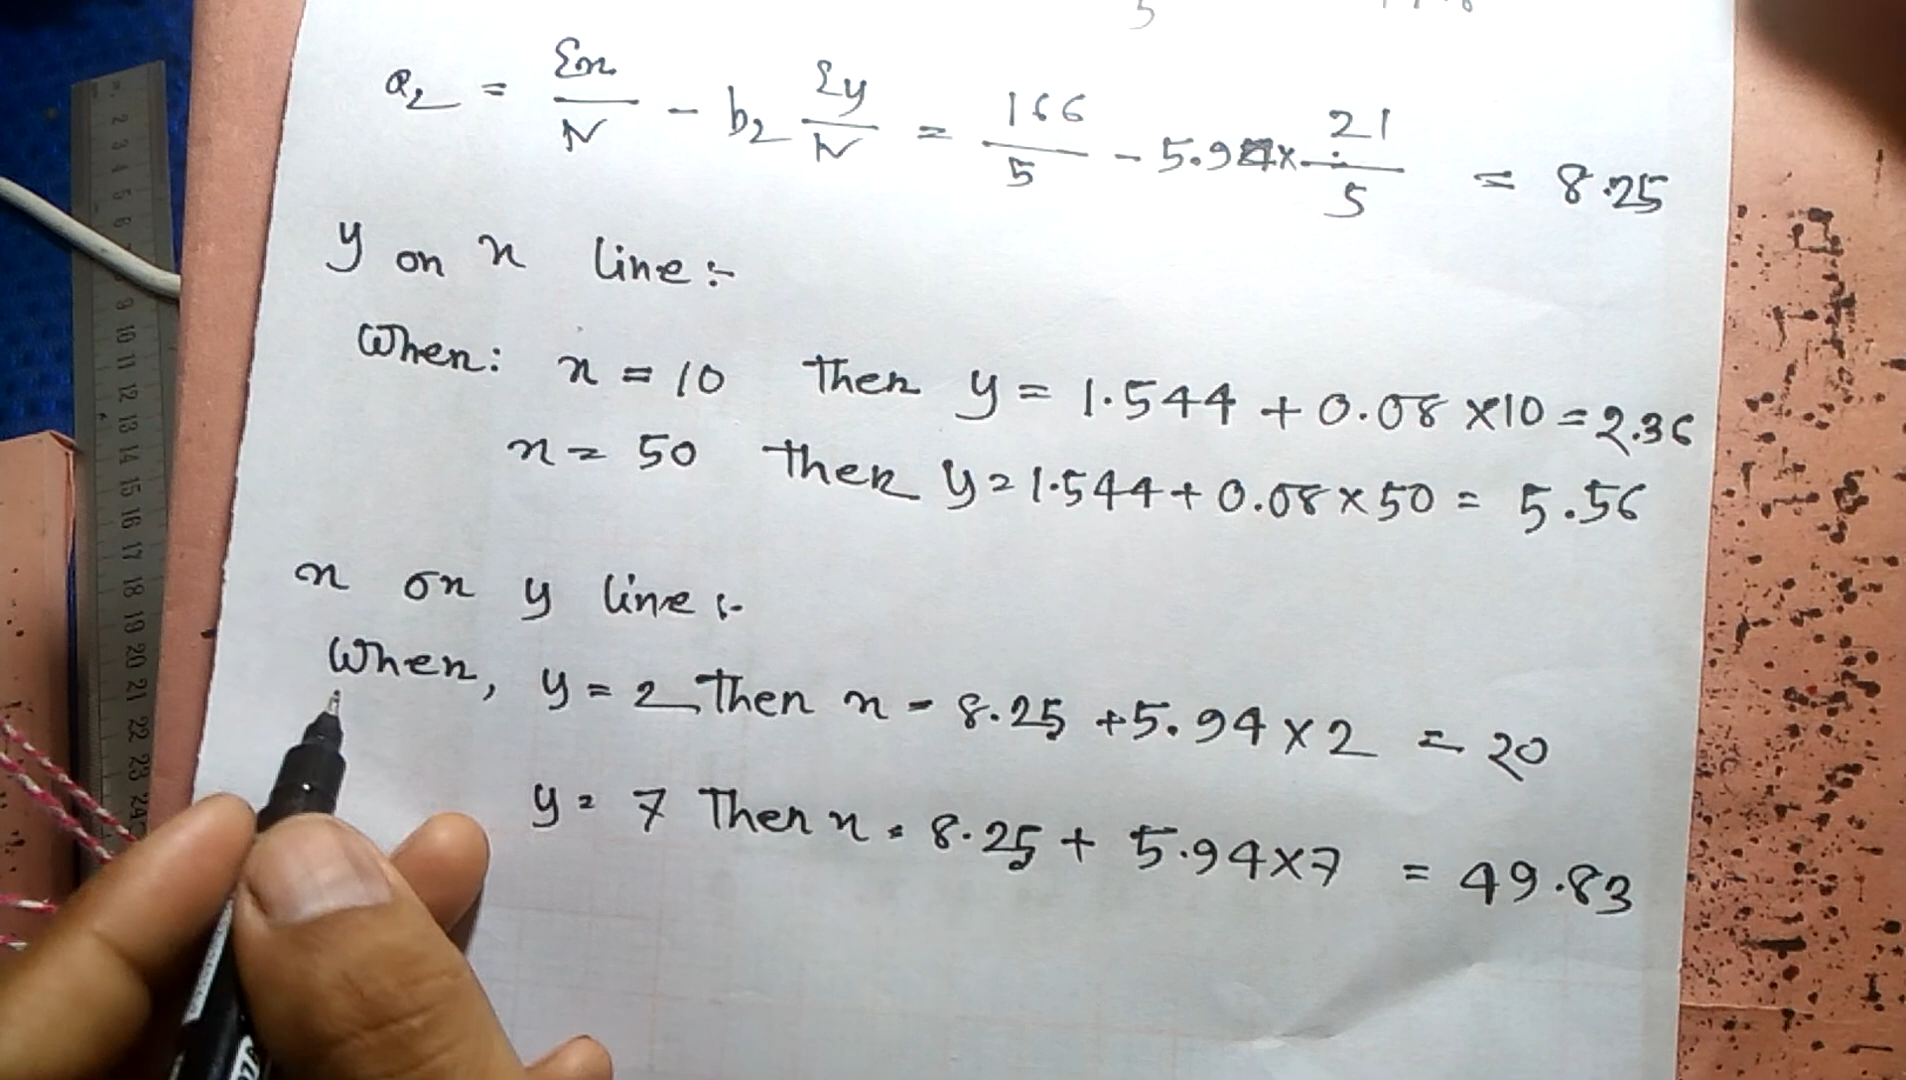 a₂ = Σx/N - b₂ Σy/N = 166/5 - 5.94 x 21/5 = 8.25
y on x line :-
When: x = 10 then y = 1.544 + 0.08 x 10 = 2.36
x = 50 then y = 1.544 + 0.08 x 50 = 5.56
x on y line :-
When, y = 2 Then x = 8.25 + 5.94 x 2 = 20
y = 7 Then x = 8.25 + 5.94 x 7 = 49.83